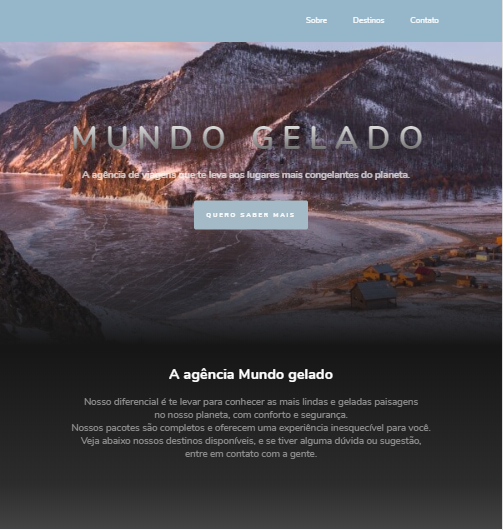 Sobre Destinos Contato
MUNDO GELADO
A agência de viagens que te leva aos lugares mais congelantes do planeta.
QUERO SABER MAIS
A agência Mundo gelado
Nosso diferencial é te levar para conhecer as mais lindas e geladas paisagens
no nosso planeta, com conforto e segurança.
Nossos pacotes são completos e oferecem uma experiência inesquecível para você.
Veja abaixo nossos destinos disponíveis, e se tiver alguma dúvida ou sugestão,
entre em contato com a gente.